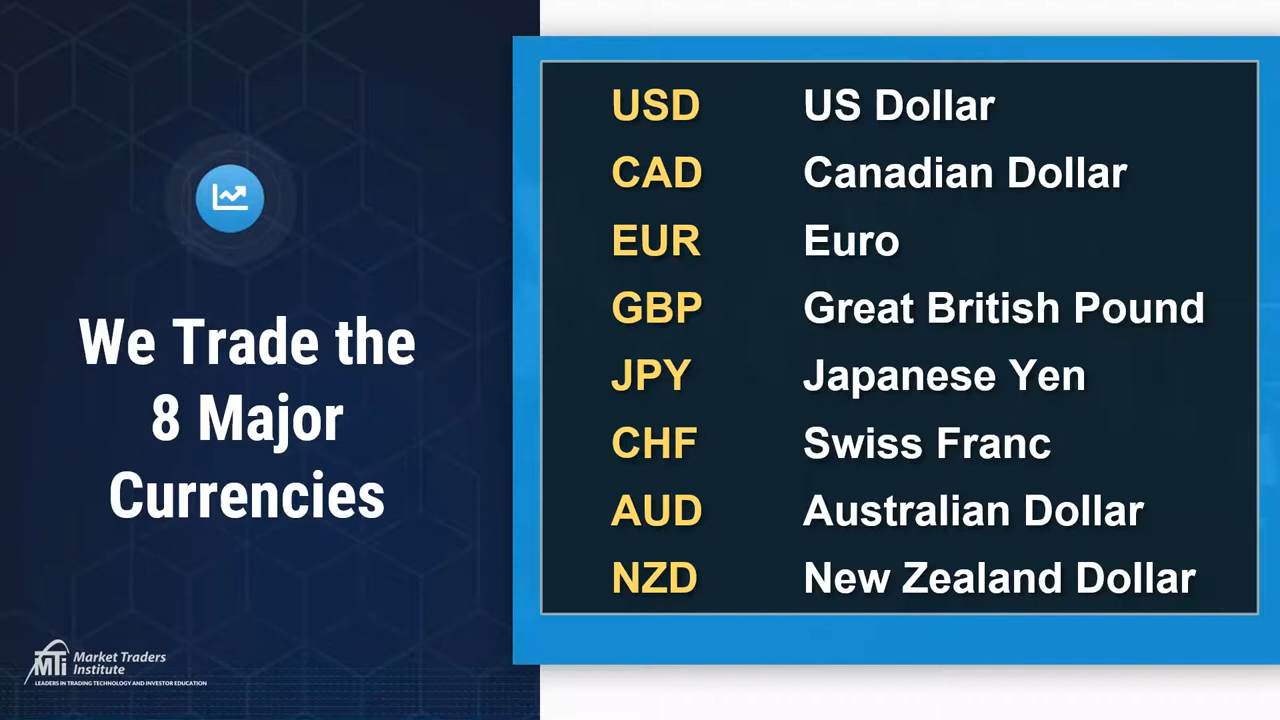 We Trade the
8 Major
Currencies
USD US Dollar
CAD Canadian Dollar
EUR Euro
GBP Great British Pound
JPY Japanese Yen
CHF Swiss Franc
AUD Australian Dollar
NZD New Zealand Dollar
MTi
Market Traders
Institute
LEADERS IN TRADING TECHNOLOGY AND INVESTOR EDUCATION